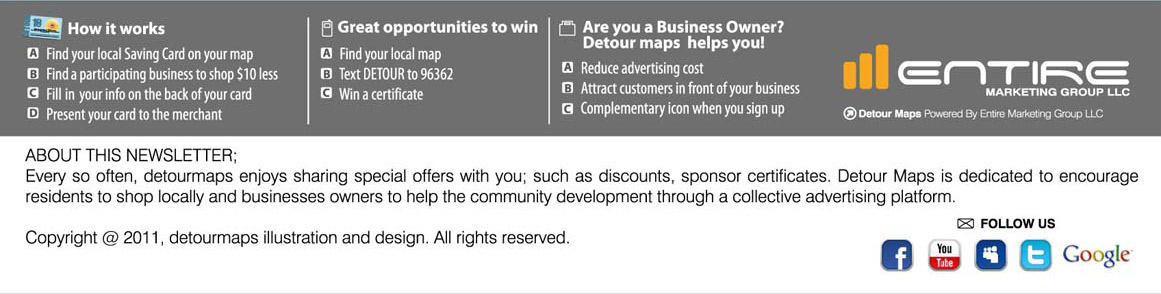 How it works
A Find your local Saving Card on your map
B Find a participating business to shop $10 less
C Fill in your info on the back of your card
D Present your card to the merchant
Great opportunities to win
A Find your local map
B Text DETOUR to 96362
C Win a certificate
Are you a Business Owner?
Detour maps helps you!
A Reduce advertising cost
B Attract customers in front of your business
C Complementary icon when you sign up
ENTIRE
MARKETING GROUP LLC
Detour Maps Powered By Entire Marketing Group LLC
ABOUT THIS NEWSLETTER;
Every so often, detourmaps enjoys sharing special offers with you; such as discounts, sponsor certificates. Detour Maps is dedicated to encourage
residents to shop locally and businesses owners to help the community development through a collective advertising platform.
Copyright @ 2011, detourmaps illustration and design. All rights reserved.
FOLLOW US
f
You
Tube
t
Google